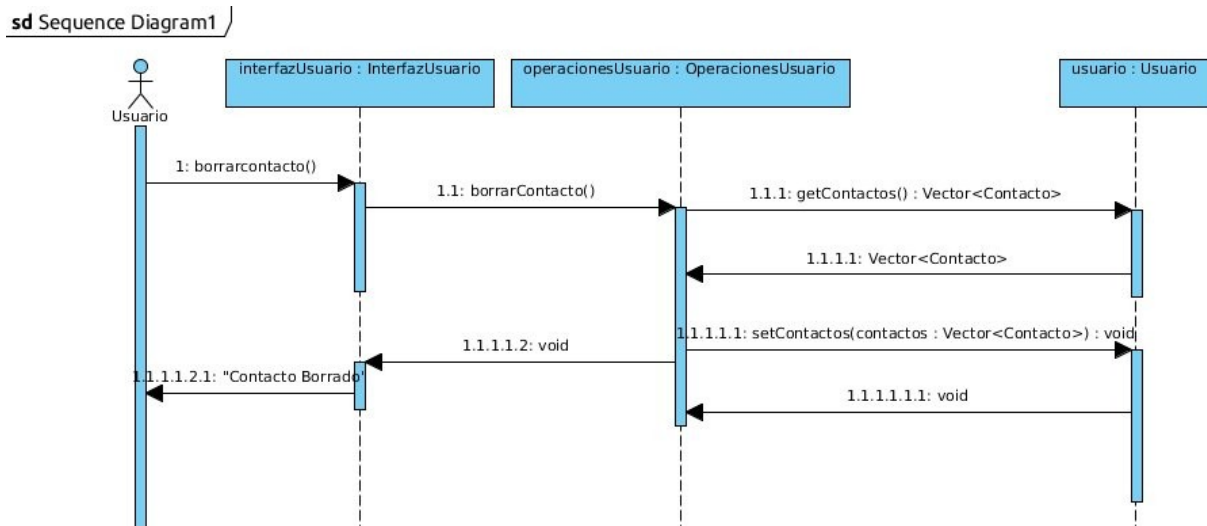 sd Sequence Diagram1
interfazUsuario : InterfazUsuario
operacionesUsuario : OperacionesUsuario
usuario : Usuario
Usuario
1: borrarcontacto()
1.1: borrarContacto()
1.1.1: getContactos() : Vector<Contacto>
1.1.1.1: Vector<Contacto>
1.1.1.1.1: setContactos(contactos : Vector<Contacto>) : void
1.1.1.1.2: void
1.1.1.1.2.1: "Contacto Borrado"
1.1.1.1.1.1: void